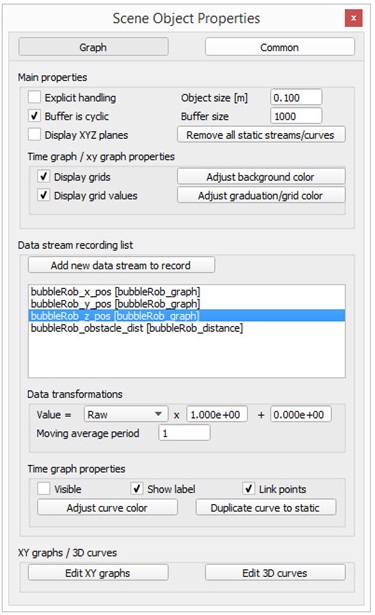 Scene Object Properties
x
Graph Common
Main properties
Explicit handling Object size [m] 0.100
Buffer is cyclic Buffer size 1000
Display XYZ planes Remove all static streams/curves
Time graph / xy graph properties
Display grids Adjust background color
Display grid values Adjust graduation/grid color
Data stream recording list
Add new data stream to record
bubbleRob_x_pos [bubbleRob_graph]
bubbleRob_y_pos [bubbleRob_graph]
bubbleRob_z_pos [bubbleRob_graph]
bubbleRob_obstacle_dist [bubbleRob_distance]
Data transformations
Value = Raw x 1.000e+00 + 0.000e+00
Moving average period 1
Time graph properties
Visible Show label Link points
Adjust curve color Duplicate curve to static
XY graphs / 3D curves
Edit XY graphs Edit 3D curves